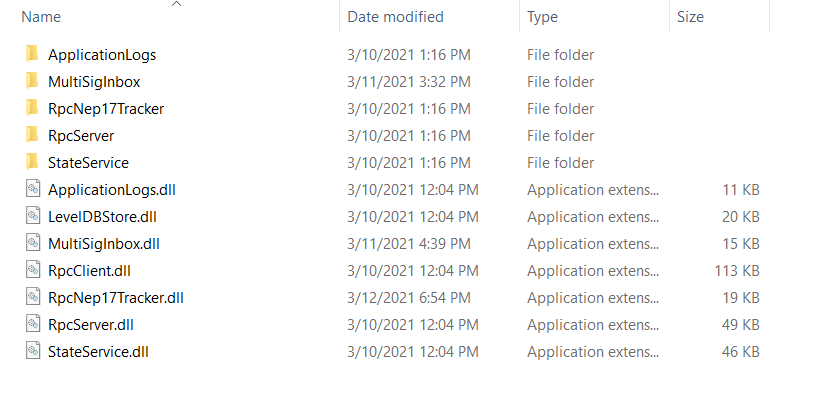 Name Date modified Type Size
ApplicationLogs 3/10/2021 1:16 PM File folder
MultiSigInbox 3/11/2021 3:32 PM File folder
RpcNep17Tracker 3/10/2021 1:16 PM File folder
RpcServer 3/10/2021 1:16 PM File folder
StateService 3/10/2021 1:16 PM File folder
ApplicationLogs.dll 3/10/2021 12:04 PM Application extens... 11 KB
LevelDBStore.dll 3/10/2021 12:04 PM Application extens... 20 KB
MultiSigInbox.dll 3/11/2021 4:39 PM Application extens... 15 KB
RpcClient.dll 3/10/2021 12:04 PM Application extens... 113 KB
RpcNep17Tracker.dll 3/12/2021 6:54 PM Application extens... 19 KB
RpcServer.dll 3/10/2021 12:04 PM Application extens... 49 KB
StateService.dll 3/10/2021 12:04 PM Application extens... 46 KB